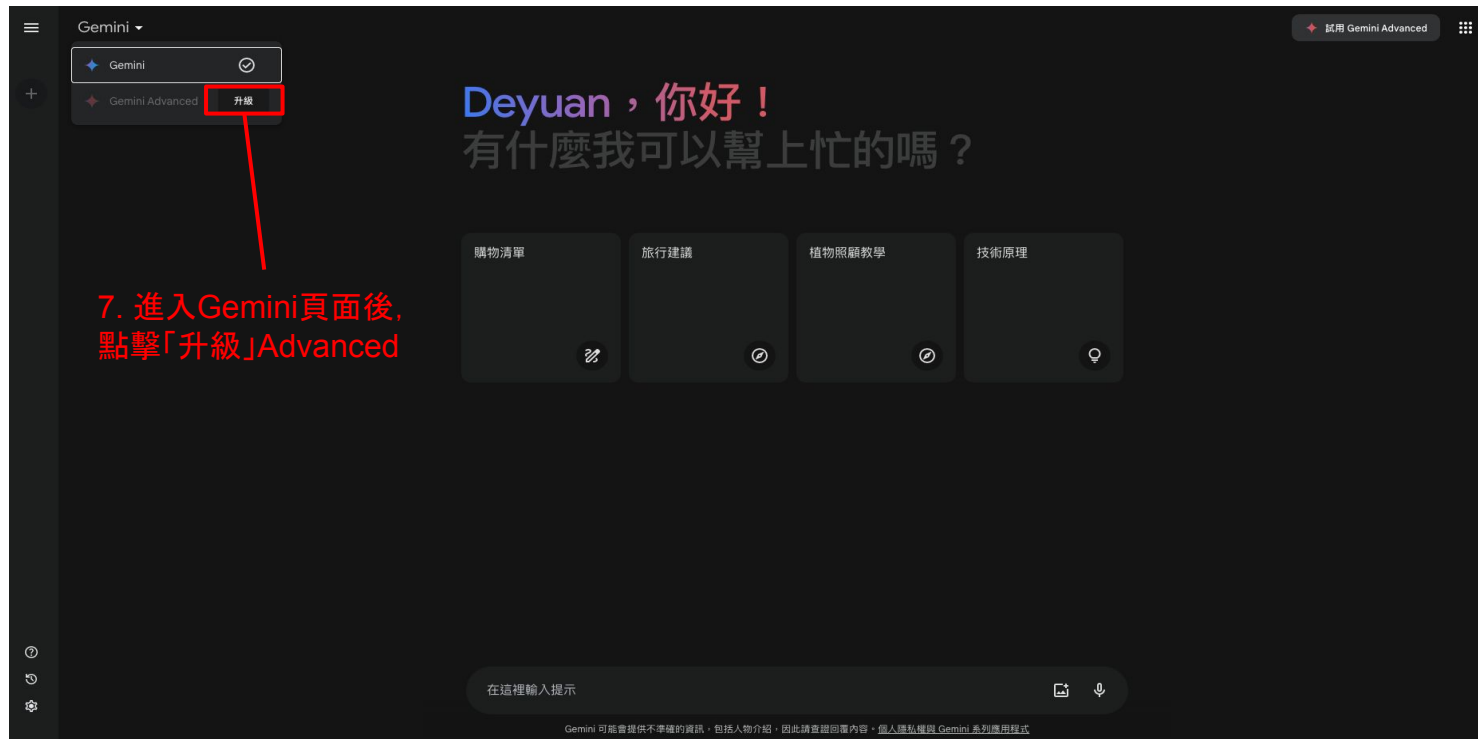 Gemini
試用 Gemini Advanced
Gemini
Gemini Advanced 升級
Deyuan，你好！
有什麼我可以幫上忙的嗎？
購物清單
旅行建議
植物照顧教學
技術原理
7. 進入Gemini頁面後,
點擊「升級」Advanced
在這裡輸入提示
Gemini 可能會提供不準確的資訊，包括人物介紹，因此請查證回覆內容。個人隱私權與 Gemini 系列應用程式